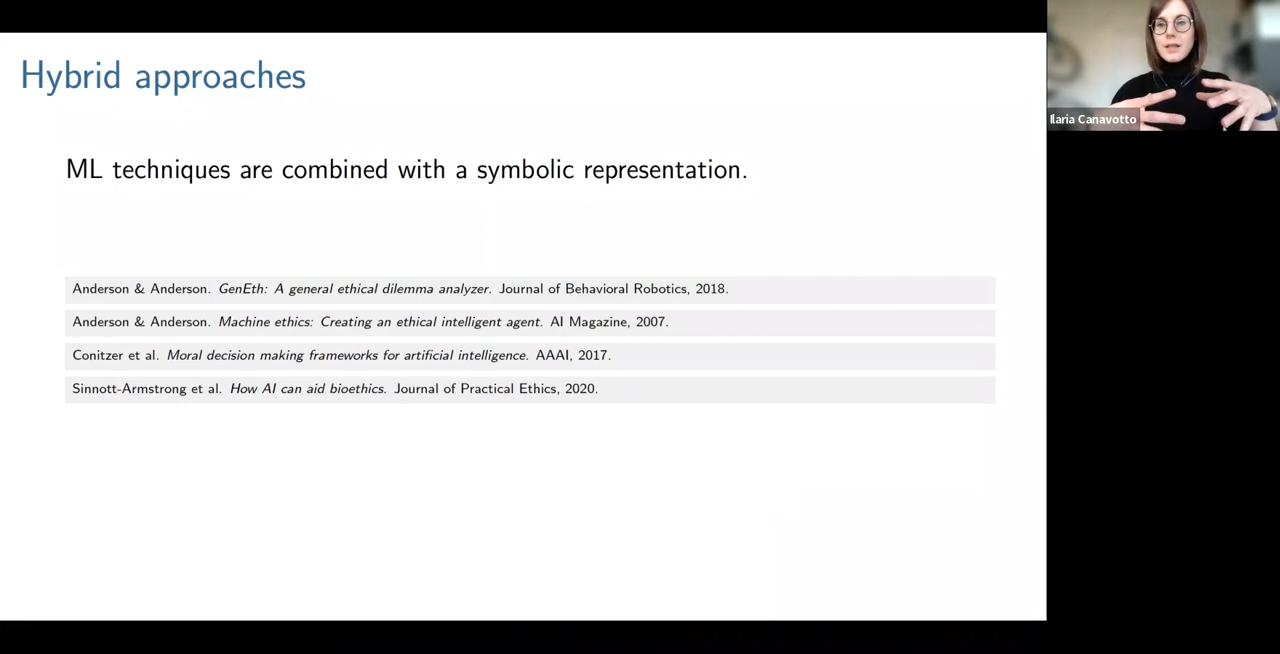 Hybrid approaches
ML techniques are combined with a symbolic representation.
Anderson & Anderson. GenEth: A general ethical dilemma analyzer. Journal of Behavioral Robotics, 2018.
Anderson & Anderson. Machine ethics: Creating an ethical intelligent agent. AI Magazine, 2007.
Conitzer et al. Moral decision making frameworks for artificial intelligence. AAAI, 2017.
Sinnott-Armstrong et al. How AI can aid bioethics. Journal of Practical Ethics, 2020.
Ilaria Canavotto